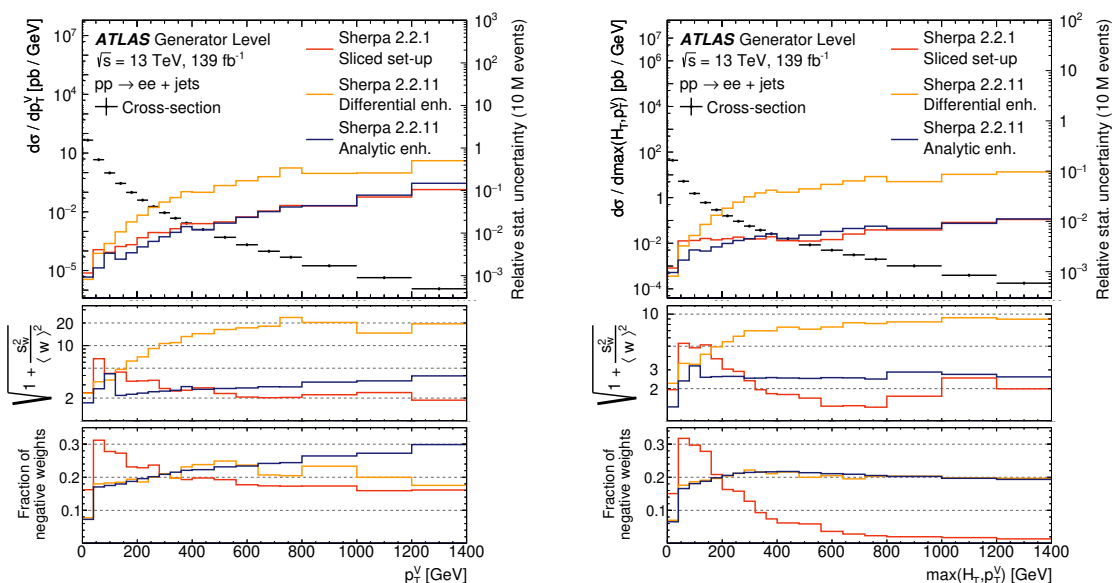 ATLAS Generator Level
√s = 13 TeV, 139 fb⁻¹
pp → ee + jets
Cross-section
Sherpa 2.2.1
Sliced set-up
Sherpa 2.2.11
Differential enh.
Sherpa 2.2.11
Analytic enh.
dσ / dp_T^V [pb / GeV]
10⁷
10⁵
10³
10
10⁻²
10⁻⁵
Relative stat. uncertainty (10 M events)
10³
10²
10¹
1
10⁻¹
10⁻²
10⁻³
√1 + s_w² / ⟨w⟩²
20
10
2
Fraction of
negative weights
0.3
0.2
0.1
0 200 400 600 800 1000 1200 1400
p_T^V [GeV]
ATLAS Generator Level
√s = 13 TeV, 139 fb⁻¹
pp → ee + jets
Cross-section
Sherpa 2.2.1
Sliced set-up
Sherpa 2.2.11
Differential enh.
Sherpa 2.2.11
Analytic enh.
dσ / dmax(H_T,p_T^V) [pb / GeV]
10⁷
10⁵
10⁴
10²
1
10⁻²
10⁻⁴
Relative stat. uncertainty (10 M events)
10²
10¹
1
10⁻¹
10⁻²
10⁻³
√1 + s_w² / ⟨w⟩²
10
3
2
Fraction of
negative weights
0.3
0.2
0.1
0 200 400 600 800 1000 1200 1400
max(H_T,p_T^V) [GeV]